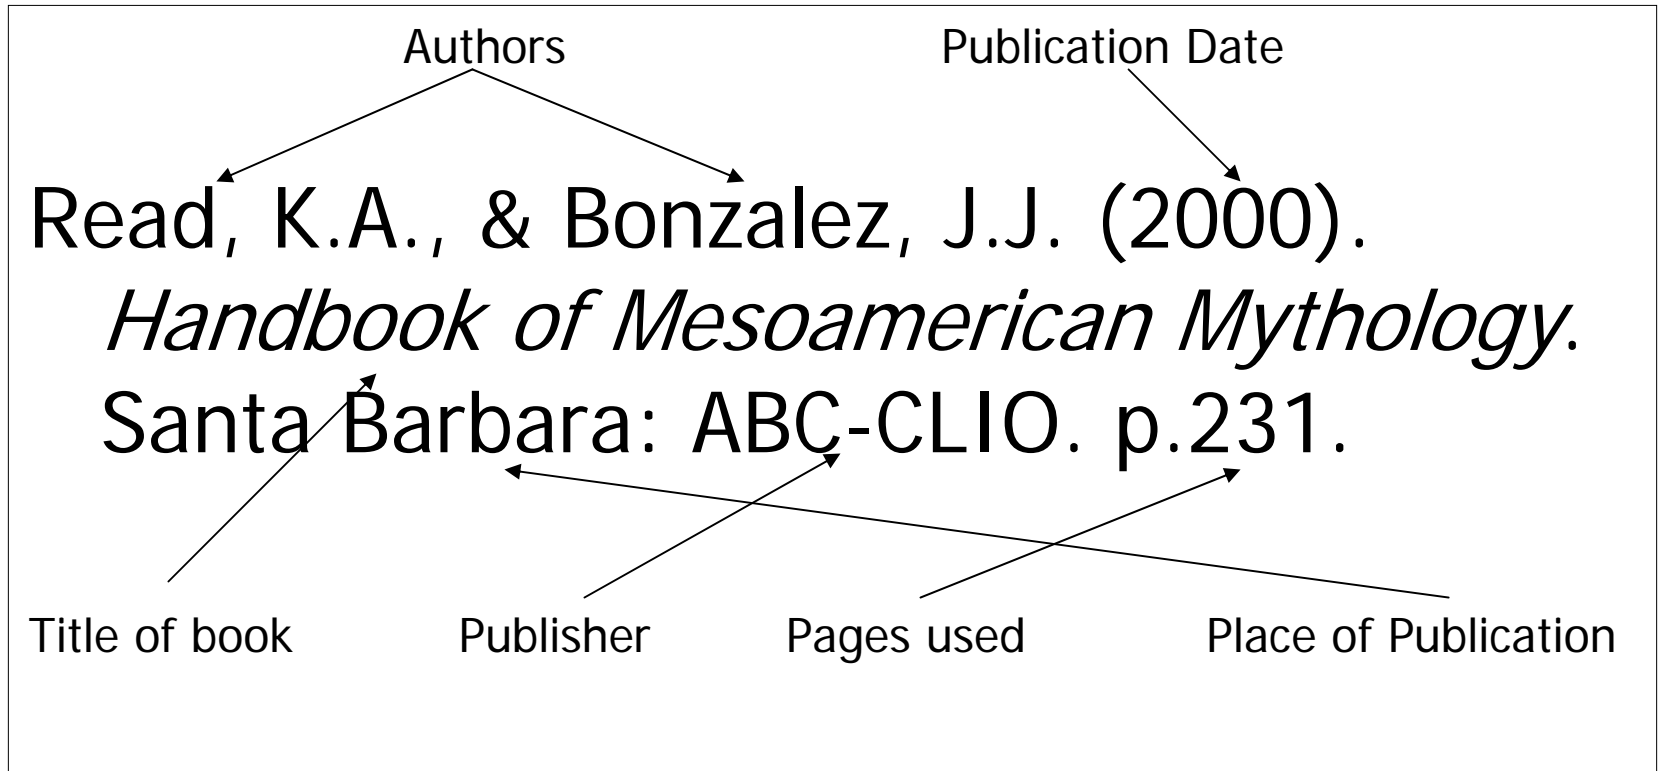 Authors Publication Date
Read, K.A., & Bonzalez, J.J. (2000).
Handbook of Mesoamerican Mythology.
Santa Barbara: ABC-CLIO. p.231.
Title of book Publisher Pages used Place of Publication